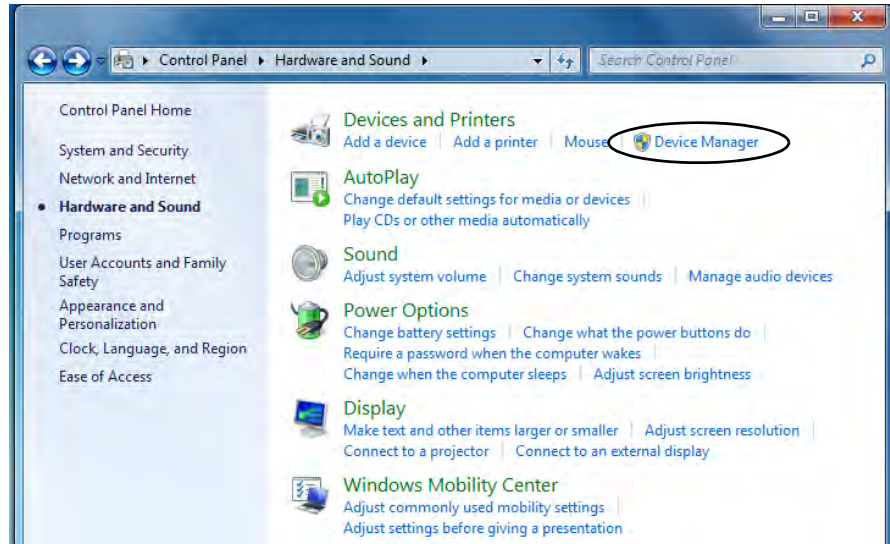 Control Panel Hardware and Sound
Search Control Panel
Control Panel Home
System and Security
Network and Internet
Hardware and Sound
Programs
User Accounts and Family
Safety
Appearance and
Personalization
Clock, Language, and Region
Ease of Access
Devices and Printers
Add a device Add a printer Mouse Device Manager
AutoPlay
Change default settings for media or devices
Play CDs or other media automatically
Sound
Adjust system volume Change system sounds Manage audio devices
Power Options
Change battery settings Change what the power buttons do
Require a password when the computer wakes
Change when the computer sleeps Adjust screen brightness
Display
Make text and other items larger or smaller Adjust screen resolution
Connect to a projector Connect to an external display
Windows Mobility Center
Adjust commonly used mobility settings
Adjust settings before giving a presentation